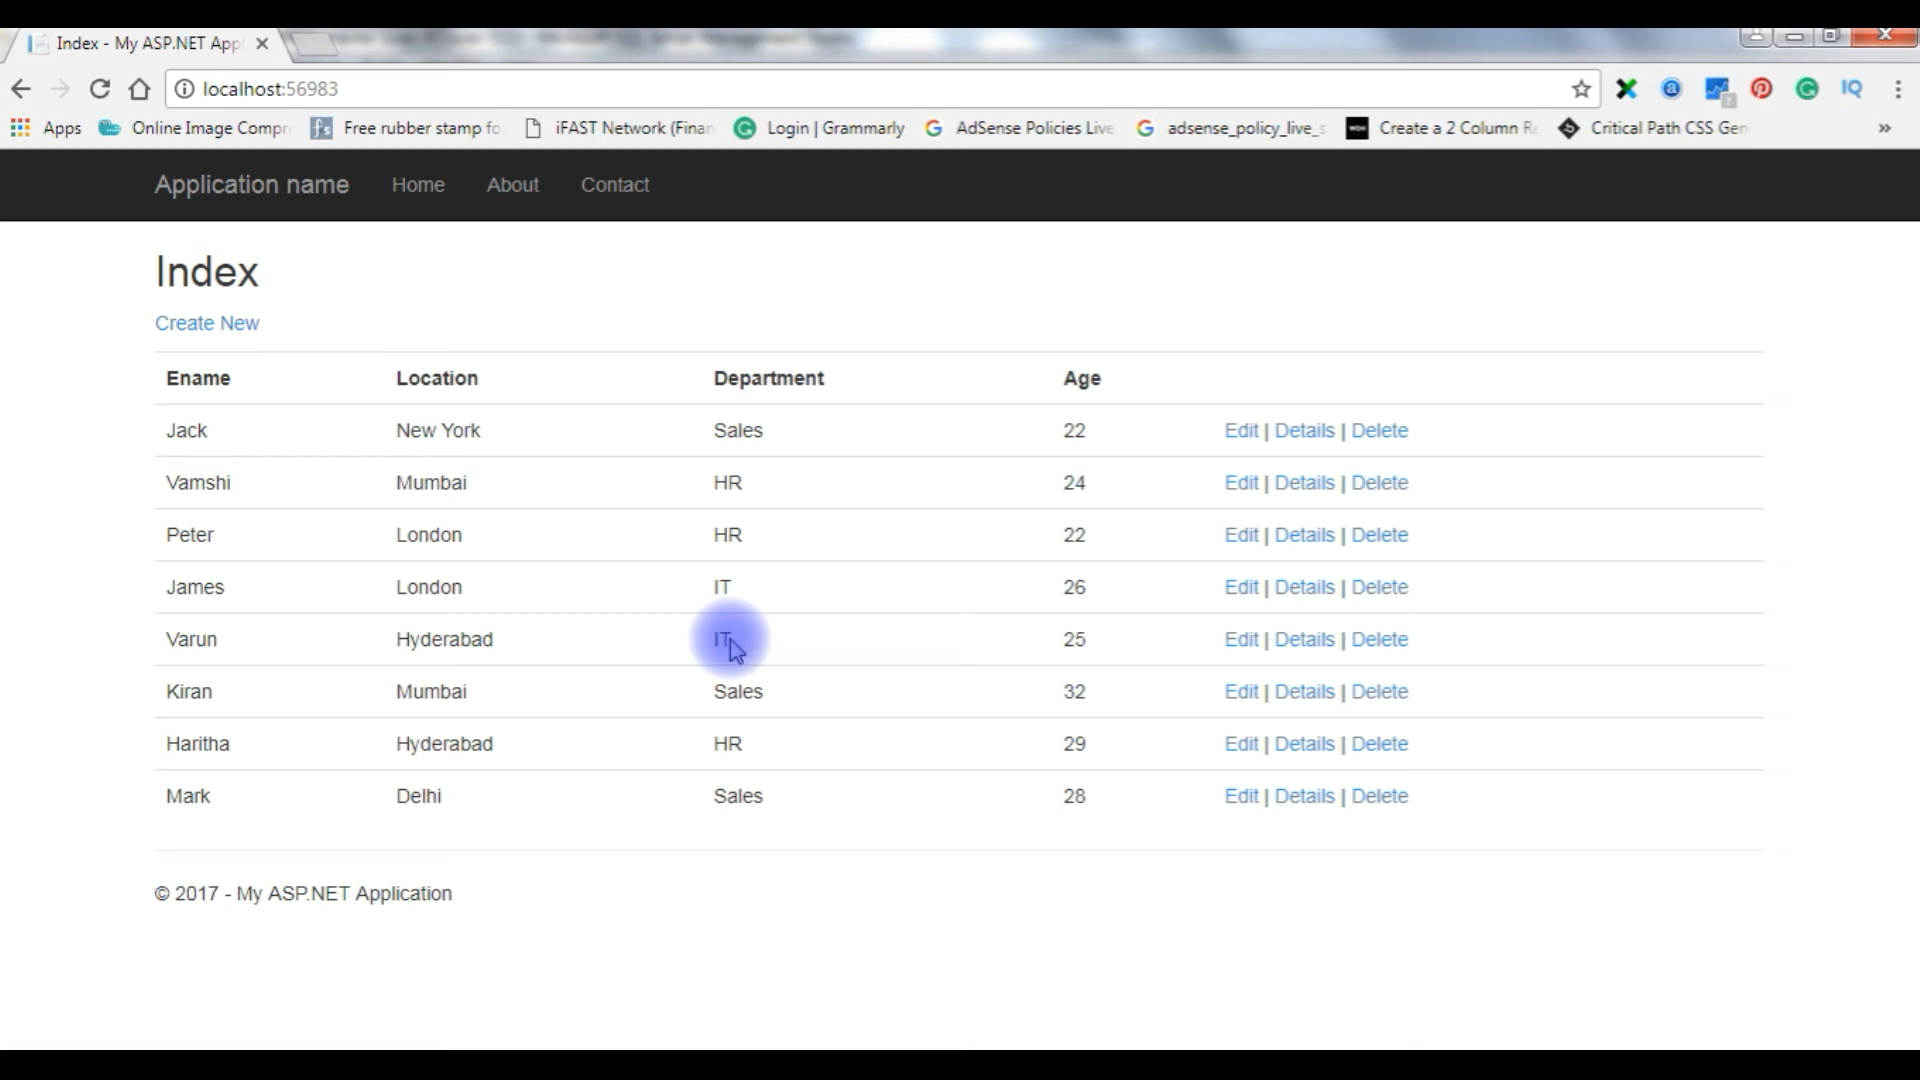 Index - My ASP.NET App
localhost:56983
Apps Online Image Compr Free rubber stamp fo iFAST Network (Finan Login | Grammarly AdSense Policies Live adsense_policy_live_s Create a 2 Column Re Critical Path CSS Gen »
Application name Home About Contact
Index
Create New
Ename Location Department Age
Jack New York Sales 22 Edit | Details | Delete
Vamshi Mumbai HR 24 Edit | Details | Delete
Peter London HR 22 Edit | Details | Delete
James London IT 26 Edit | Details | Delete
Varun Hyderabad IT 25 Edit | Details | Delete
Kiran Mumbai Sales 32 Edit | Details | Delete
Haritha Hyderabad HR 29 Edit | Details | Delete
Mark Delhi Sales 28 Edit | Details | Delete
© 2017 - My ASP.NET Application